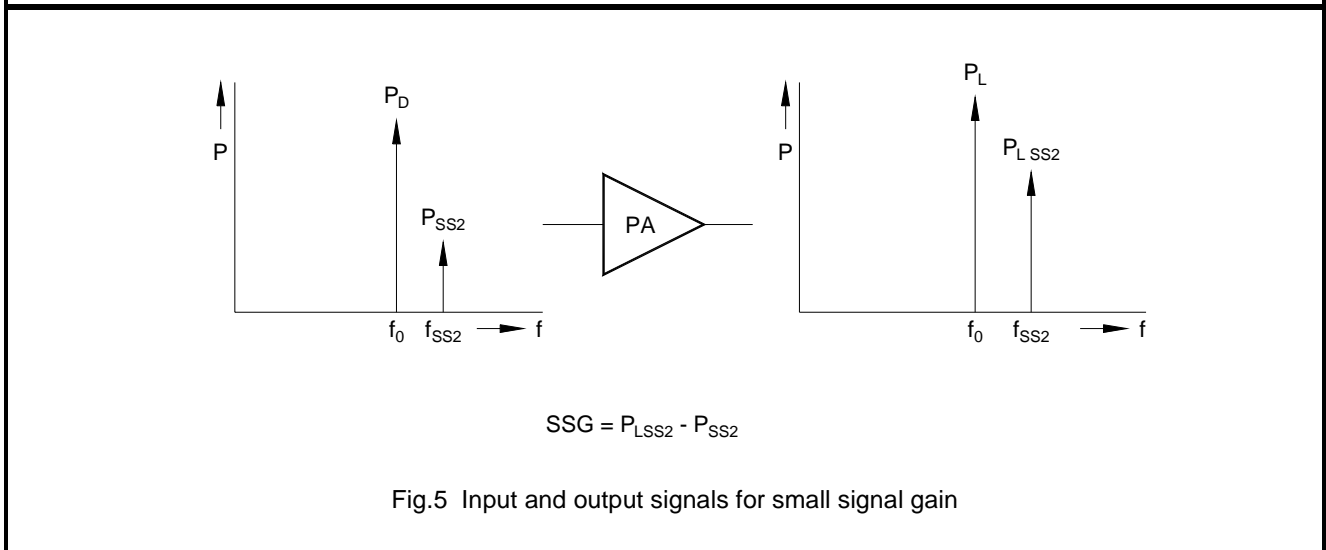 P
P_D
P_SS2
f_0 f_SS2 f
PA
P
P_L
P_L SS2
f_0 f_SS2 f
SSG = P_LSS2 - P_SS2
Fig.5 Input and output signals for small signal gain